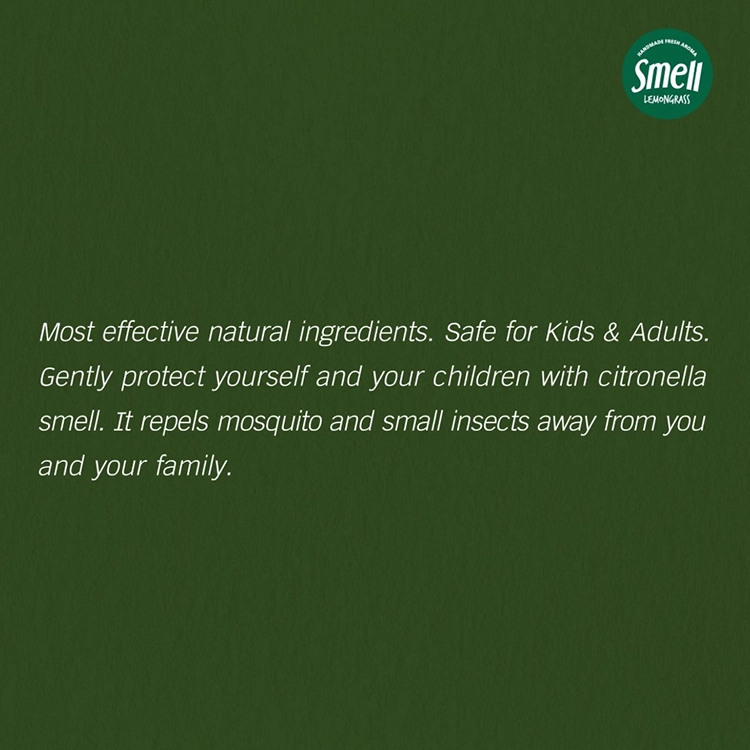 HANDMADE FRESH AROMA
Smell
LEMONGRASS
Most effective natural ingredients. Safe for Kids & Adults.
Gently protect yourself and your children with citronella
smell. It repels mosquito and small insects away from you
and your family.